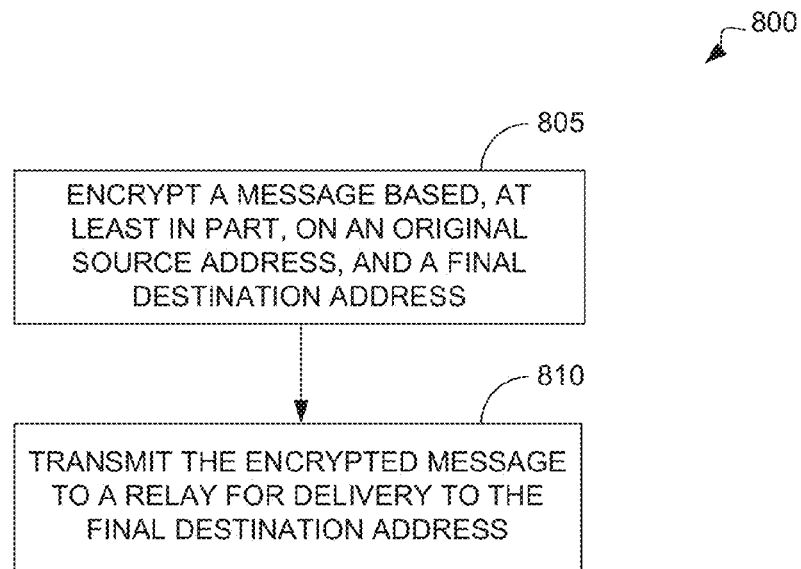 800
805
ENCRYPT A MESSAGE BASED, AT
LEAST IN PART, ON AN ORIGINAL
SOURCE ADDRESS, AND A FINAL
DESTINATION ADDRESS
810
TRANSMIT THE ENCRYPTED MESSAGE
TO A RELAY FOR DELIVERY TO THE
FINAL DESTINATION ADDRESS